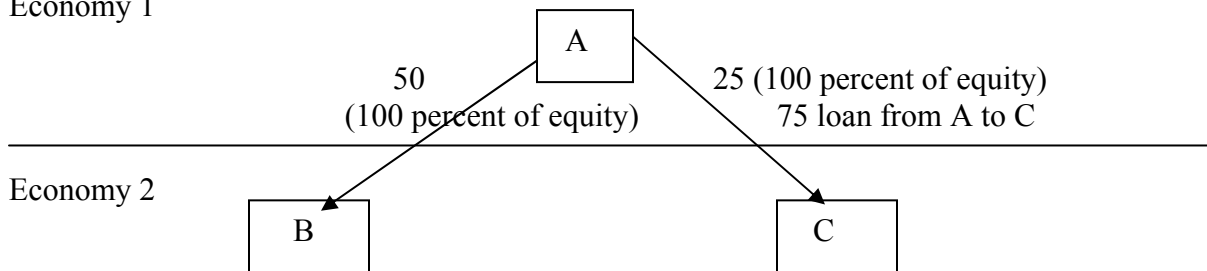 Economy 1
A
50
25 (100 percent of equity)
(100 percent of equity)
75 loan from A to C
Economy 2
B
C